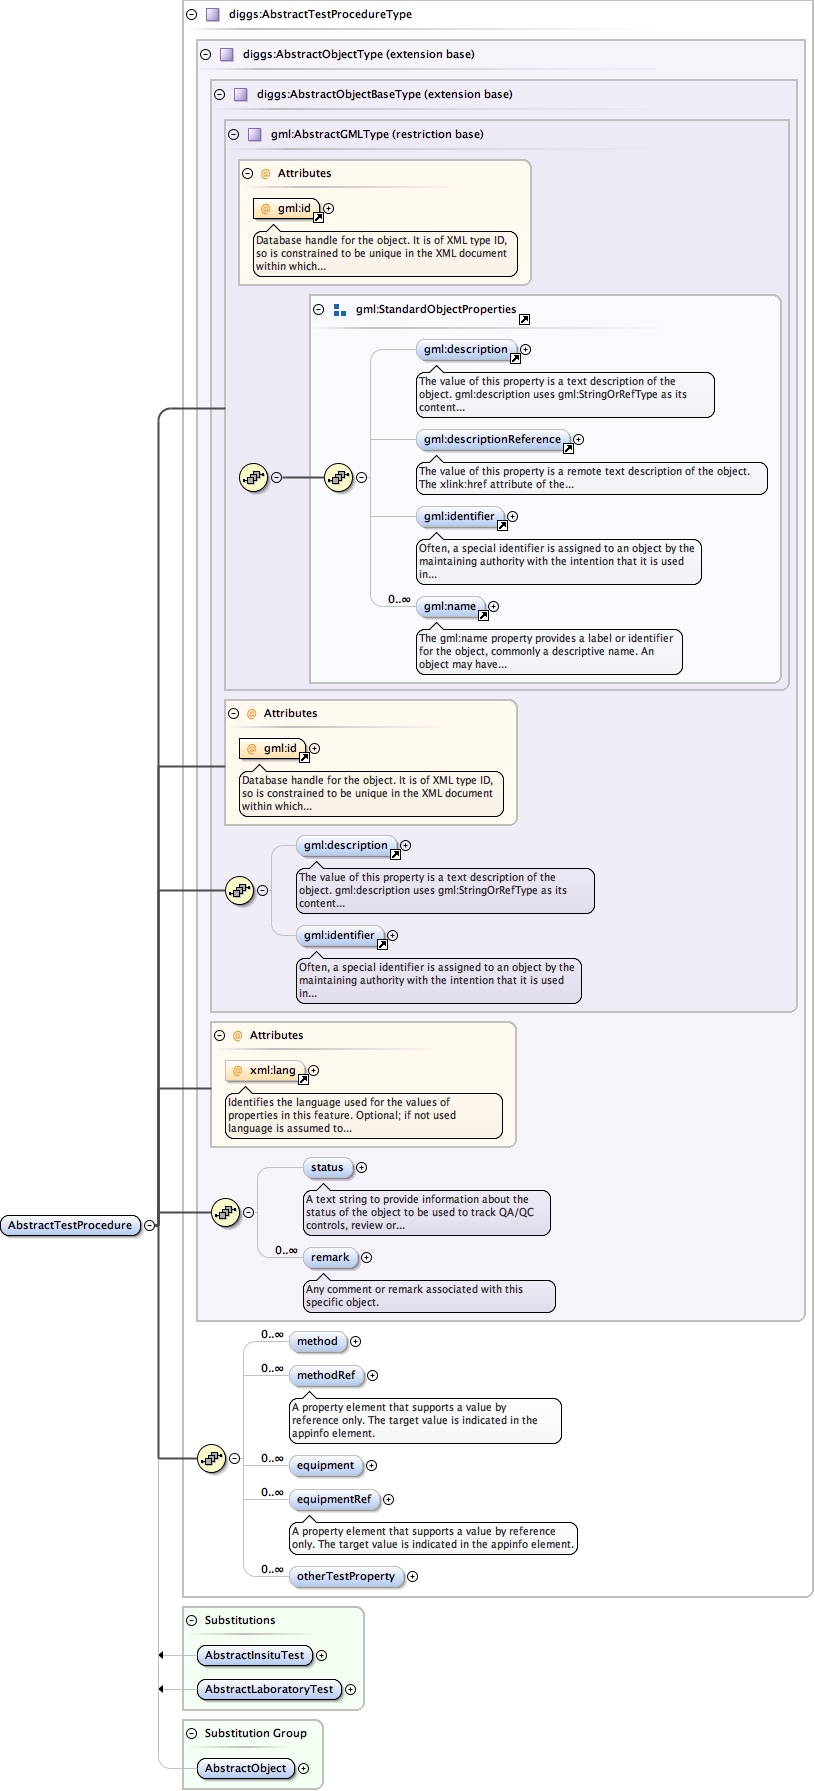 diggs:AbstractTestProcedureType
diggs:AbstractObjectType (extension base)
diggs:AbstractObjectBaseType (extension base)
gml:AbstractGMLType (restriction base)
@ Attributes
@ gml:id
Database handle for the object. It is of XML type ID,
so is constrained to be unique in the XML document
within which...
gml:StandardObjectProperties
gml:description
The value of this property is a text description of the
object. gml:description uses gml:StringOrRefType as its
content...
gml:descriptionReference
The value of this property is a remote text description of the object.
The xlink:href attribute of the...
gml:identifier
Often, a special identifier is assigned to an object by the
maintaining authority with the intention that it is used
in...
0..∞
gml:name
The gml:name property provides a label or identifier
for the object, commonly a descriptive name. An
object may have...
@ Attributes
@ gml:id
Database handle for the object. It is of XML type ID,
so is constrained to be unique in the XML document
within which...
gml:description
The value of this property is a text description of the
object. gml:description uses gml:StringOrRefType as its
content...
gml:identifier
Often, a special identifier is assigned to an object by the
maintaining authority with the intention that it is used
in...
@ Attributes
@ xml:lang
Identifies the language used for the values of
properties in this feature. Optional; if not used
language is assumed to...
status
A text string to provide information about the
status of the object to be used to track QA/QC
controls, review or...
AbstractTestProcedure
0..∞
remark
Any comment or remark associated with this
specific object.
0..∞
method
0..∞
methodRef
A property element that supports a value by
reference only. The target value is indicated in the
appinfo element.
0..∞
equipment
0..∞
equipmentRef
A property element that supports a value by reference
only. The target value is indicated in the appinfo element.
0..∞
otherTestProperty
Substitutions
AbstractInsituTest
AbstractLaboratoryTest
Substitution Group
AbstractObject